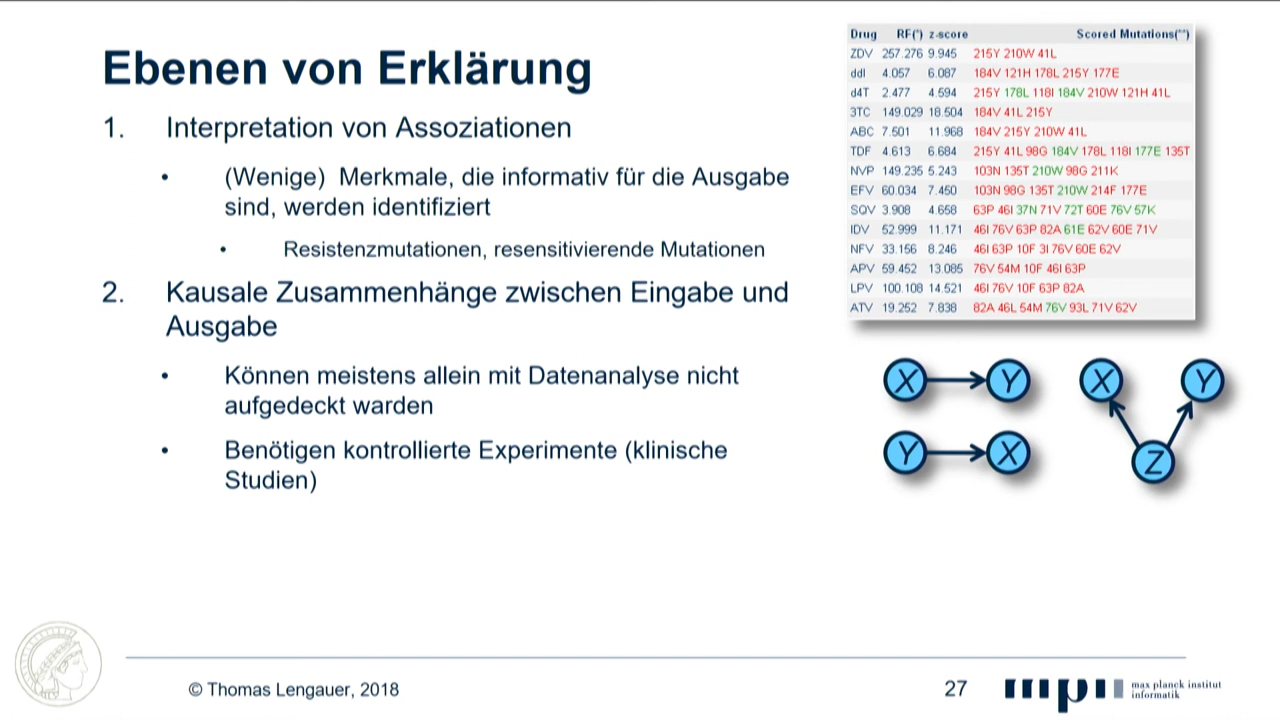 Ebenen von Erklärung
1. Interpretation von Assoziationen
• (Wenige) Merkmale, die informativ für die Ausgabe
sind, werden identifiziert
• Resistenzmutationen, resensitivierende Mutationen
2. Kausale Zusammenhänge zwischen Eingabe und
Ausgabe
• Können meistens allein mit Datenanalyse nicht
aufgedeckt warden
• Benötigen kontrollierte Experimente (klinische
Studien)
Drug RF(*) z-score Scored Mutations(**)
ZDV 257.276 9.945 215Y 210W 41L
ddI 4.057 6.087 184V 121H 178L 215Y 177E
d4T 2.477 4.594 215Y 178L 118I 184V 210W 121H 41L
3TC 149.029 18.504 184V 41L 215Y
ABC 7.501 11.968 184V 215Y 210W 41L
TDF 4.613 6.684 215Y 41L 98G 184V 178L 118I 177E 135T
NVP 149.235 5.243 103N 135T 210W 98G 211K
EFV 60.034 7.450 103N 98G 135T 210W 214F 177E
SQV 3.908 4.658 63P 46I 37N 71V 72T 60E 76V 57K
IDV 52.999 11.171 46I 76V 63P 82A 61E 62V 60E 71V
NFV 33.156 8.246 46I 63P 10F 3I 76V 60E 62V
APV 59.452 13.085 76V 54M 10F 46I 63P
LPV 100.108 14.521 46I 76V 10F 63P 82A
ATV 19.252 7.838 82A 46L 54M 76V 93L 71V 62V
X Y X Y
Y X Z
© Thomas Lengauer, 2018
27
mpii max planck institut
informatik